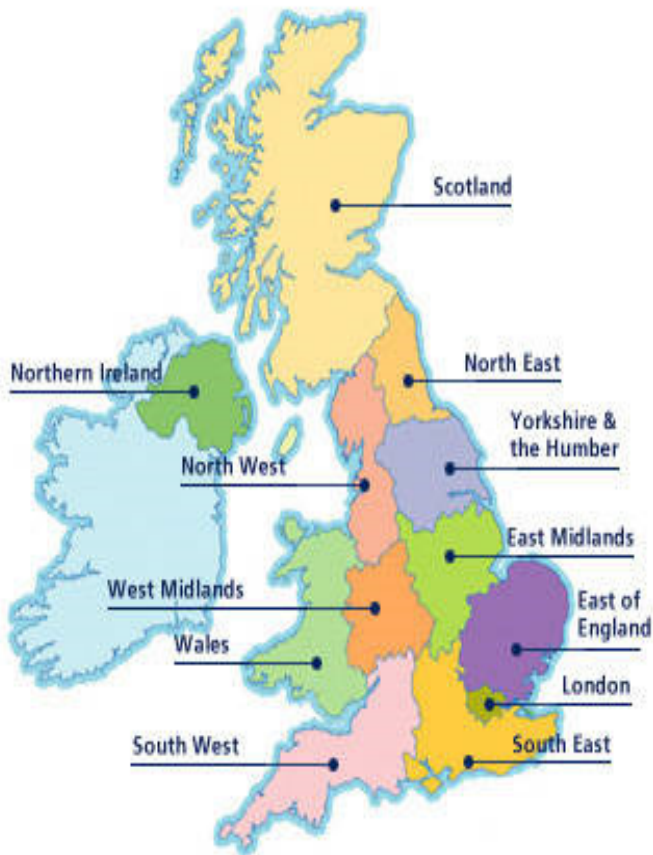 Scotland
North East
Northern Ireland
Yorkshire &
the Humber
North West
East Midlands
West Midlands
East of
England
Wales
London
South West
South East